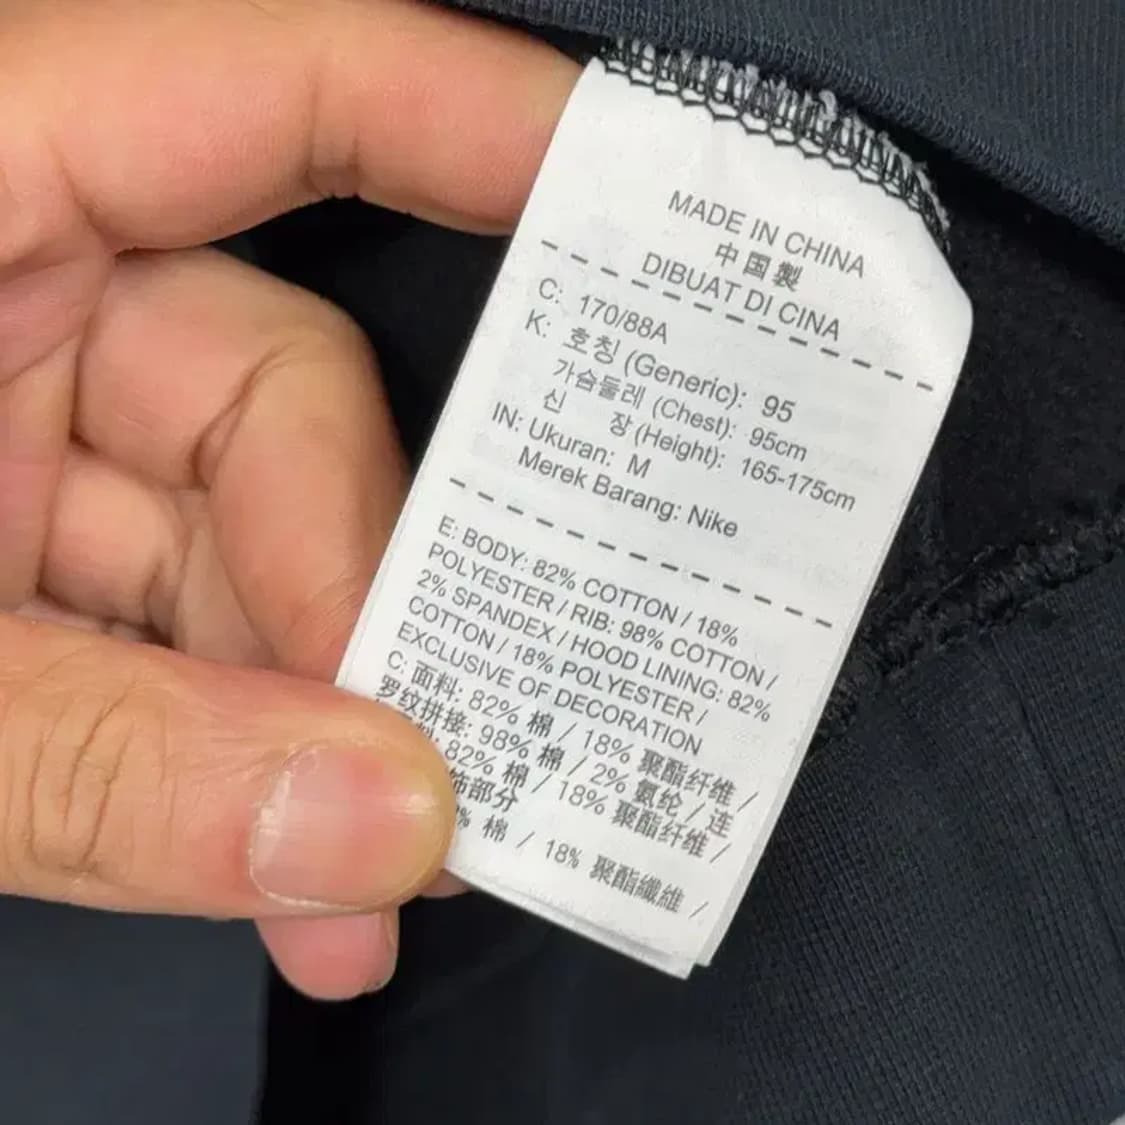 MADE IN CHINA
中国製
DIBUAT DI CINA
C: 170/88A
K: 호칭 (Generic): 95
가슴둘레 (Chest): 95cm
신 장 (Height): 165-175cm
IN: Ukuran: M
Merek Barang: Nike
E: BODY: 82% COTTON / 18%
POLYESTER / RIB: 98% COTTON /
2% SPANDEX / HOOD LINING: 82%
COTTON / 18% POLYESTER /
EXCLUSIVE OF DECORATION
C: 面料: 82% 棉 / 18% 聚酯纤维 /
罗纹拼接: 98% 棉 / 2% 氨纶 / 连
料: 82% 棉 / 18% 聚酯纤维 /
饰部分
% 棉 / 18% 聚酯纖維 /